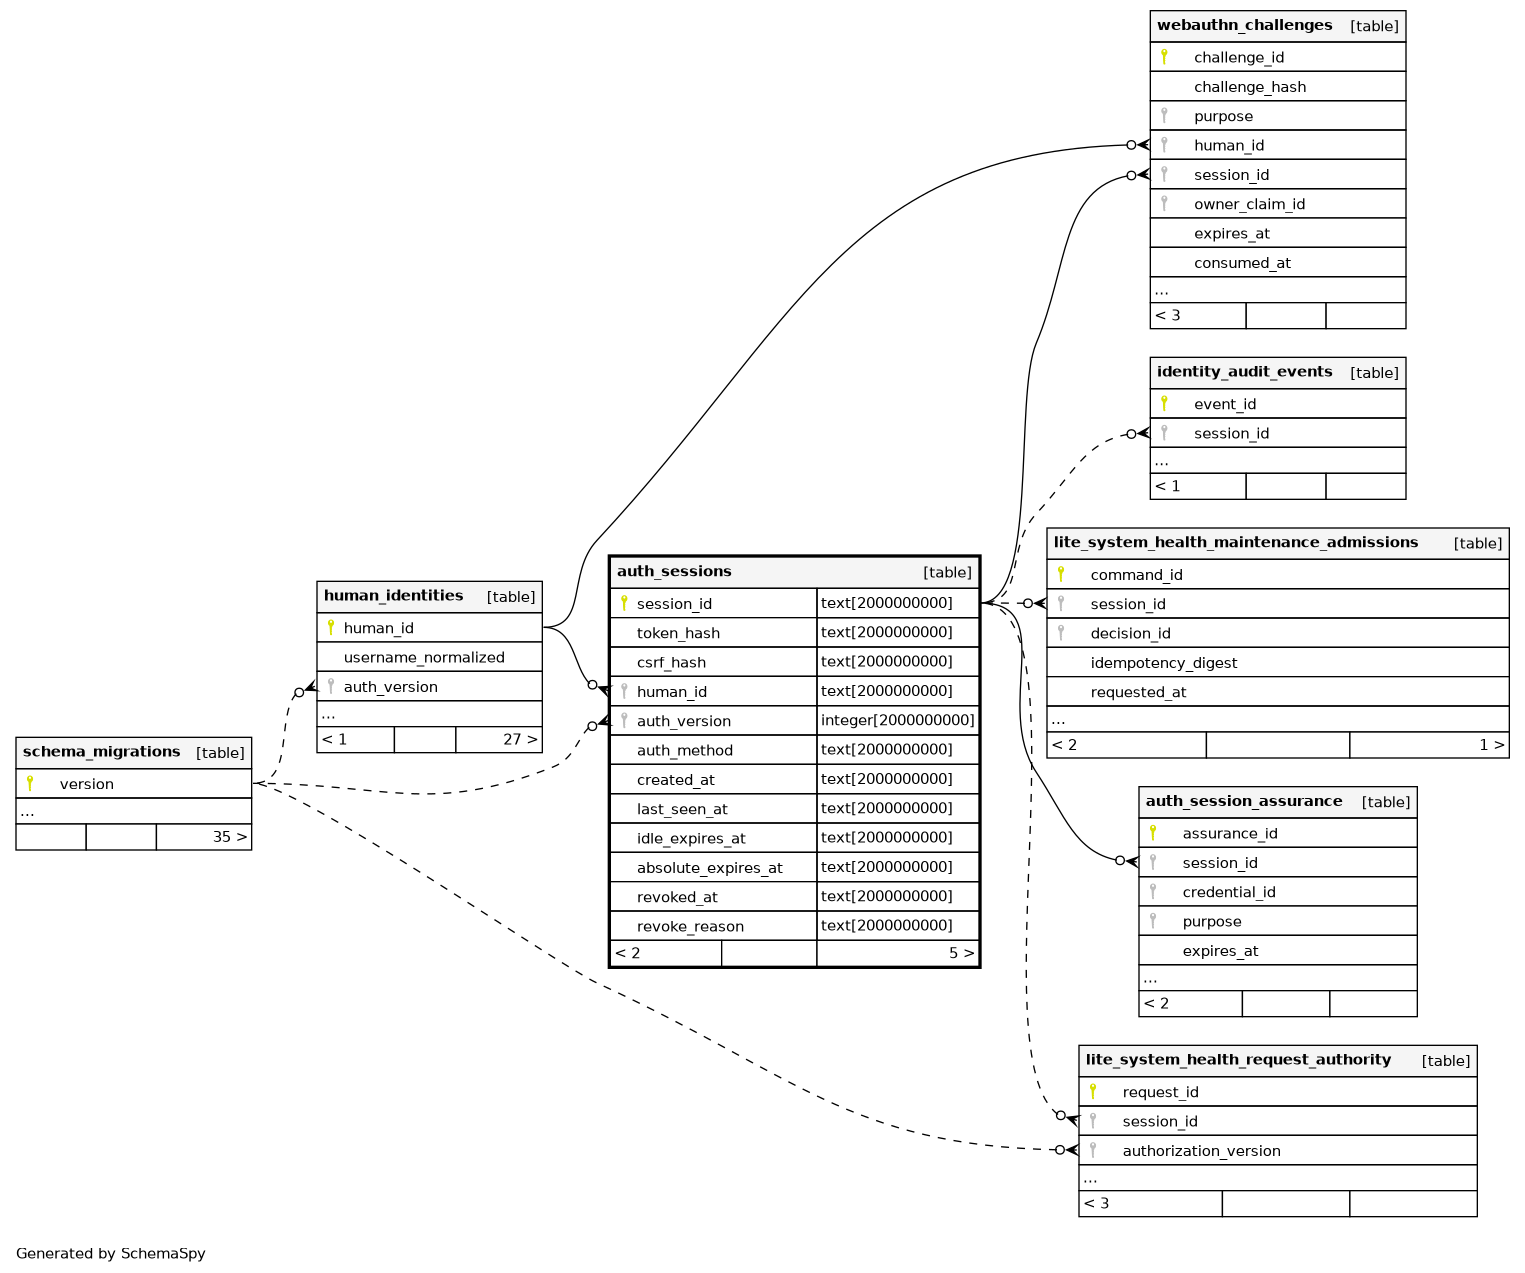 webauthn_challenges [table]
challenge_id
challenge_hash
purpose
human_id
session_id
owner_claim_id
expires_at
consumed_at
...
< 3
identity_audit_events [table]
event_id
session_id
...
< 1
lite_system_health_maintenance_admissions [table]
command_id
session_id
decision_id
idempotency_digest
requested_at
...
< 2 1 >
auth_sessions [table]
session_id text[2000000000]
token_hash text[2000000000]
csrf_hash text[2000000000]
human_id text[2000000000]
auth_version integer[2000000000]
auth_method text[2000000000]
created_at text[2000000000]
last_seen_at text[2000000000]
idle_expires_at text[2000000000]
absolute_expires_at text[2000000000]
revoked_at text[2000000000]
revoke_reason text[2000000000]
< 2 5 >
human_identities [table]
human_id
username_normalized
auth_version
...
< 1 27 >
schema_migrations [table]
version
...
35 >
auth_session_assurance [table]
assurance_id
session_id
credential_id
purpose
expires_at
...
< 2
lite_system_health_request_authority [table]
request_id
session_id
authorization_version
...
< 3
Generated by SchemaSpy